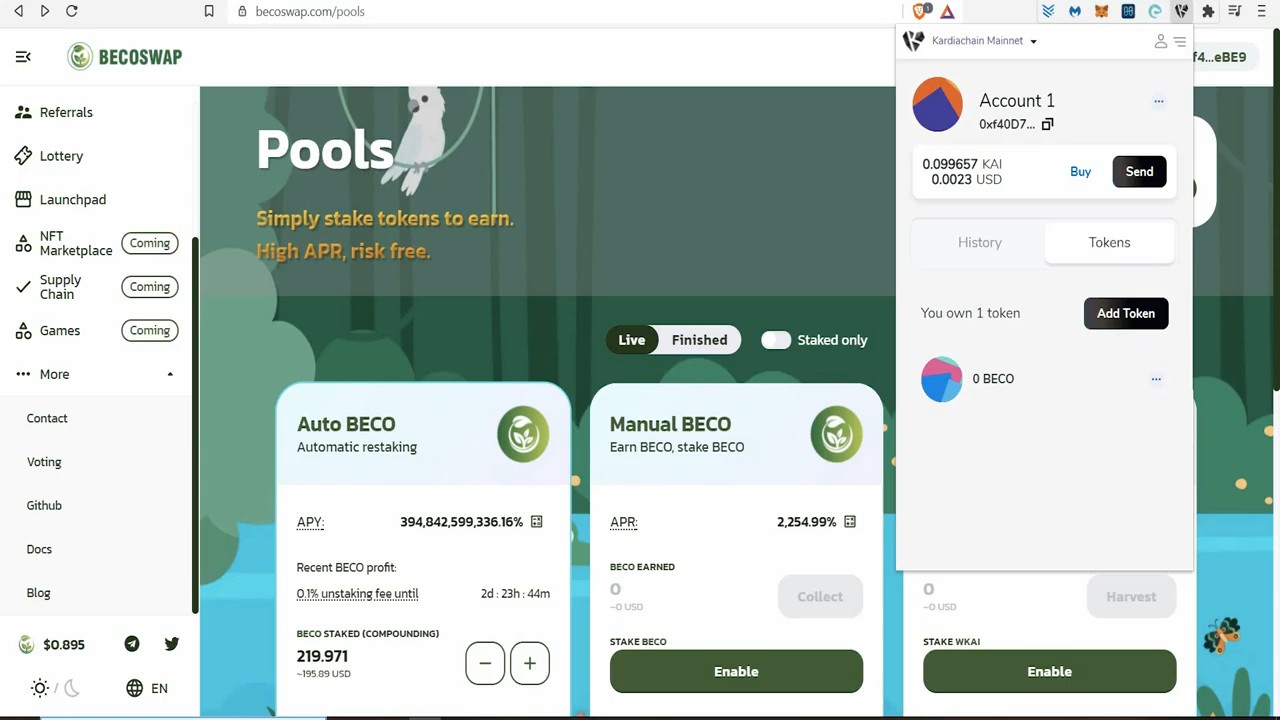 becoswap.com/pools
1
BECOSWAP
f4...eBE9
Referrals
Lottery
Launchpad
NFT
Marketplace
Coming
Supply
Chain
Coming
Games
Coming
More
Contact
Voting
Github
Docs
Blog
$0.895
/
EN
Pools
Simply stake tokens to earn.
High APR, risk free.
Live
Finished
Staked only
Auto BECO
Automatic restaking
APY:
394,842,599,336.16%
Recent BECO profit:
0.1% unstaking fee until
2d : 23h : 44m
BECO STAKED (COMPOUNDING)
219.971
~195.89 USD
Manual BECO
Earn BECO, stake BECO
APR:
2,254.99%
BECO EARNED
0
~0 USD
Collect
STAKE BECO
Enable
0
~0 USD
Harvest
STAKE WKAI
Enable
Kardiachain Mainnet
Account 1
0xf40D7...
0.099657 KAI
0.0023 USD
Buy
Send
History
Tokens
You own 1 token
Add Token
0 BECO